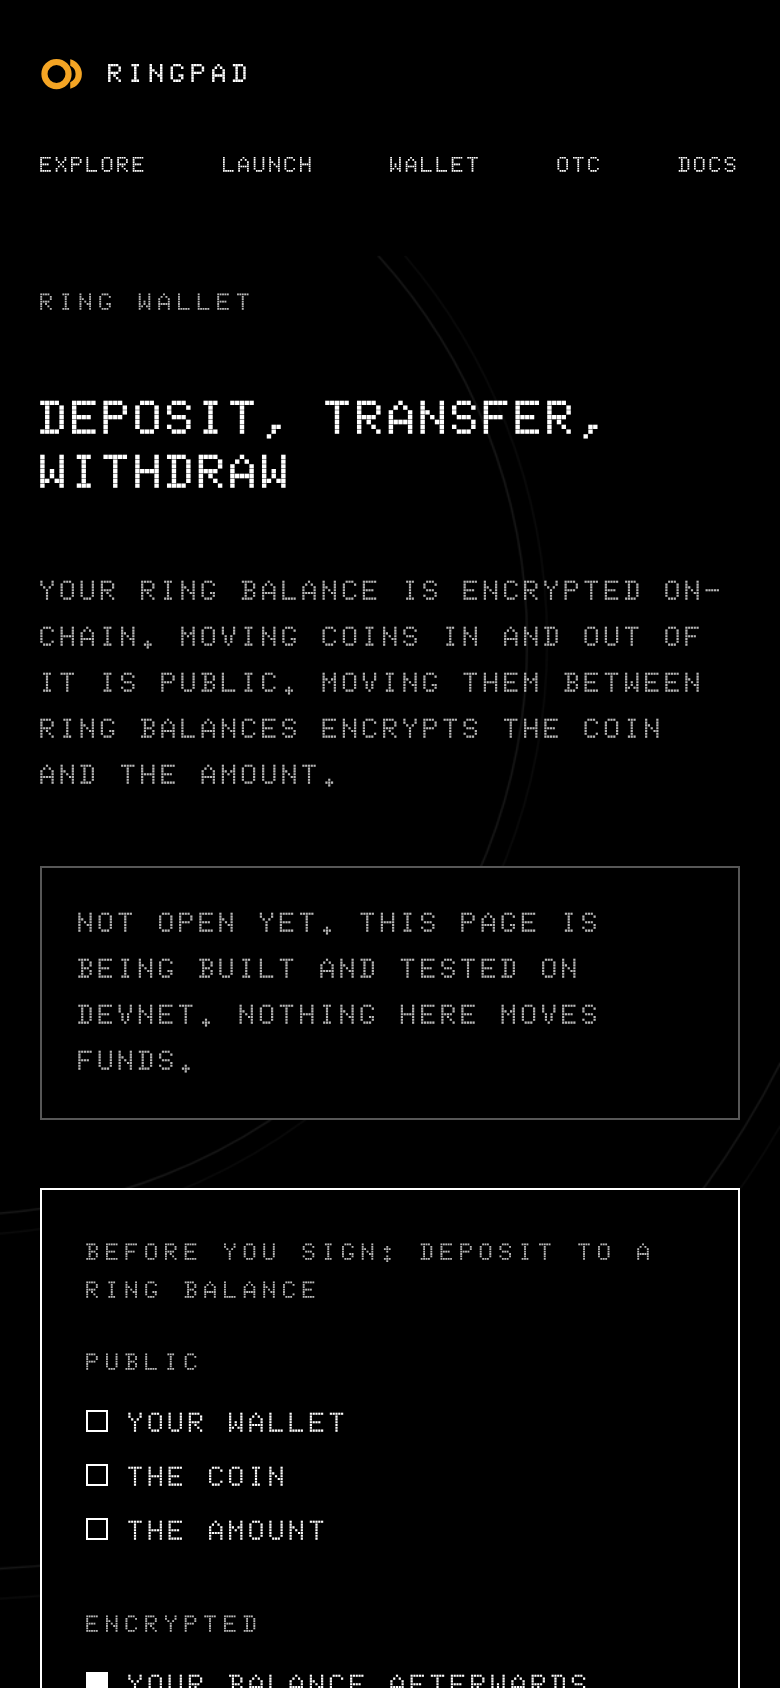 RINGPAD
EXPLORE LAUNCH WALLET OTC DOCS
RING WALLET
DEPOSIT, TRANSFER,
WITHDRAW
YOUR RING BALANCE IS ENCRYPTED ON-
CHAIN. MOVING COINS IN AND OUT OF
IT IS PUBLIC. MOVING THEM BETWEEN
RING BALANCES ENCRYPTS THE COIN
AND THE AMOUNT.
NOT OPEN YET. THIS PAGE IS
BEING BUILT AND TESTED ON
DEVNET. NOTHING HERE MOVES
FUNDS.
BEFORE YOU SIGN: DEPOSIT TO A
RING BALANCE
PUBLIC
YOUR WALLET
THE COIN
THE AMOUNT
ENCRYPTED
YOUR BALANCE AFTERWARDS